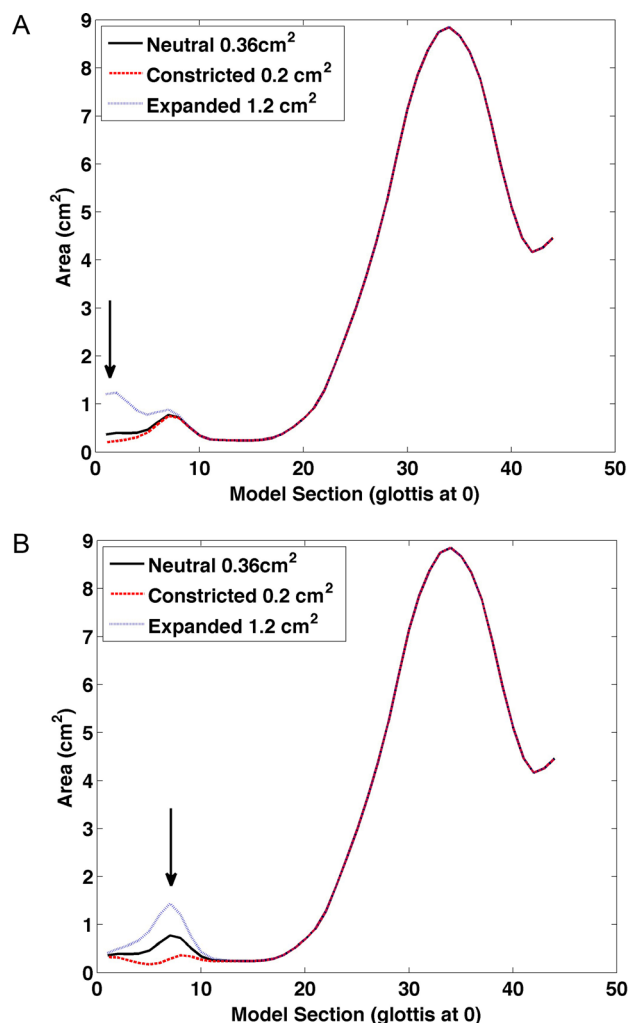 A
Neutral 0.36cm²
Constricted 0.2 cm²
Expanded 1.2 cm²
9
8
7
6
5
4
3
2
1
0
Area (cm²)
0 10 20 30 40 50
Model Section (glottis at 0)
B
Neutral 0.36cm²
Constricted 0.2 cm²
Expanded 1.2 cm²
9
8
7
6
5
4
3
2
1
0
Area (cm²)
0 10 20 30 40 50
Model Section (glottis at 0)